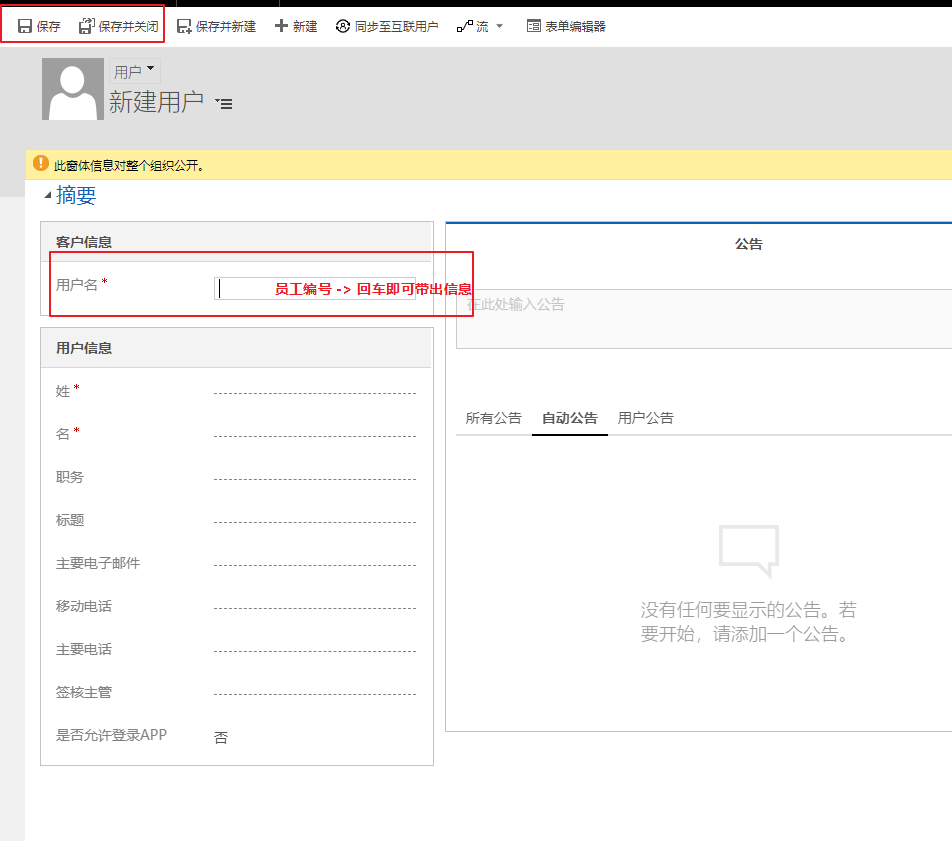 保存 保存并关闭 保存并新建 新建 同步至互联用户 流 表单编辑器
用户
新建用户
此窗体信息对整个组织公开。
摘要
客户信息
用户名*
员工编号 -> 回车即可带出信息
用户信息
姓*
名*
职务
标题
主要电子邮件
移动电话
主要电话
签核主管
是否允许登录APP 否
公告
在此处输入公告
所有公告 自动公告 用户公告
没有任何要显示的公告。若
要开始，请添加一个公告。